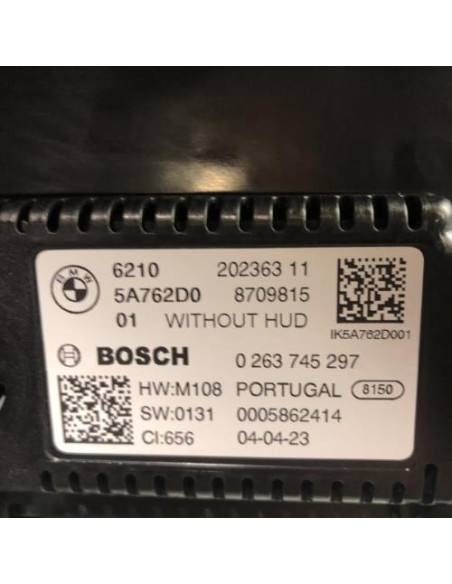 BMW 6210 202363 11
5A762D0 8709815
01 WITHOUT HUD
IK5A762D001
BOSCH 0 263 745 297
HW:M108 PORTUGAL 8150
SW:0131 0005862414
CI:656 04-04-23